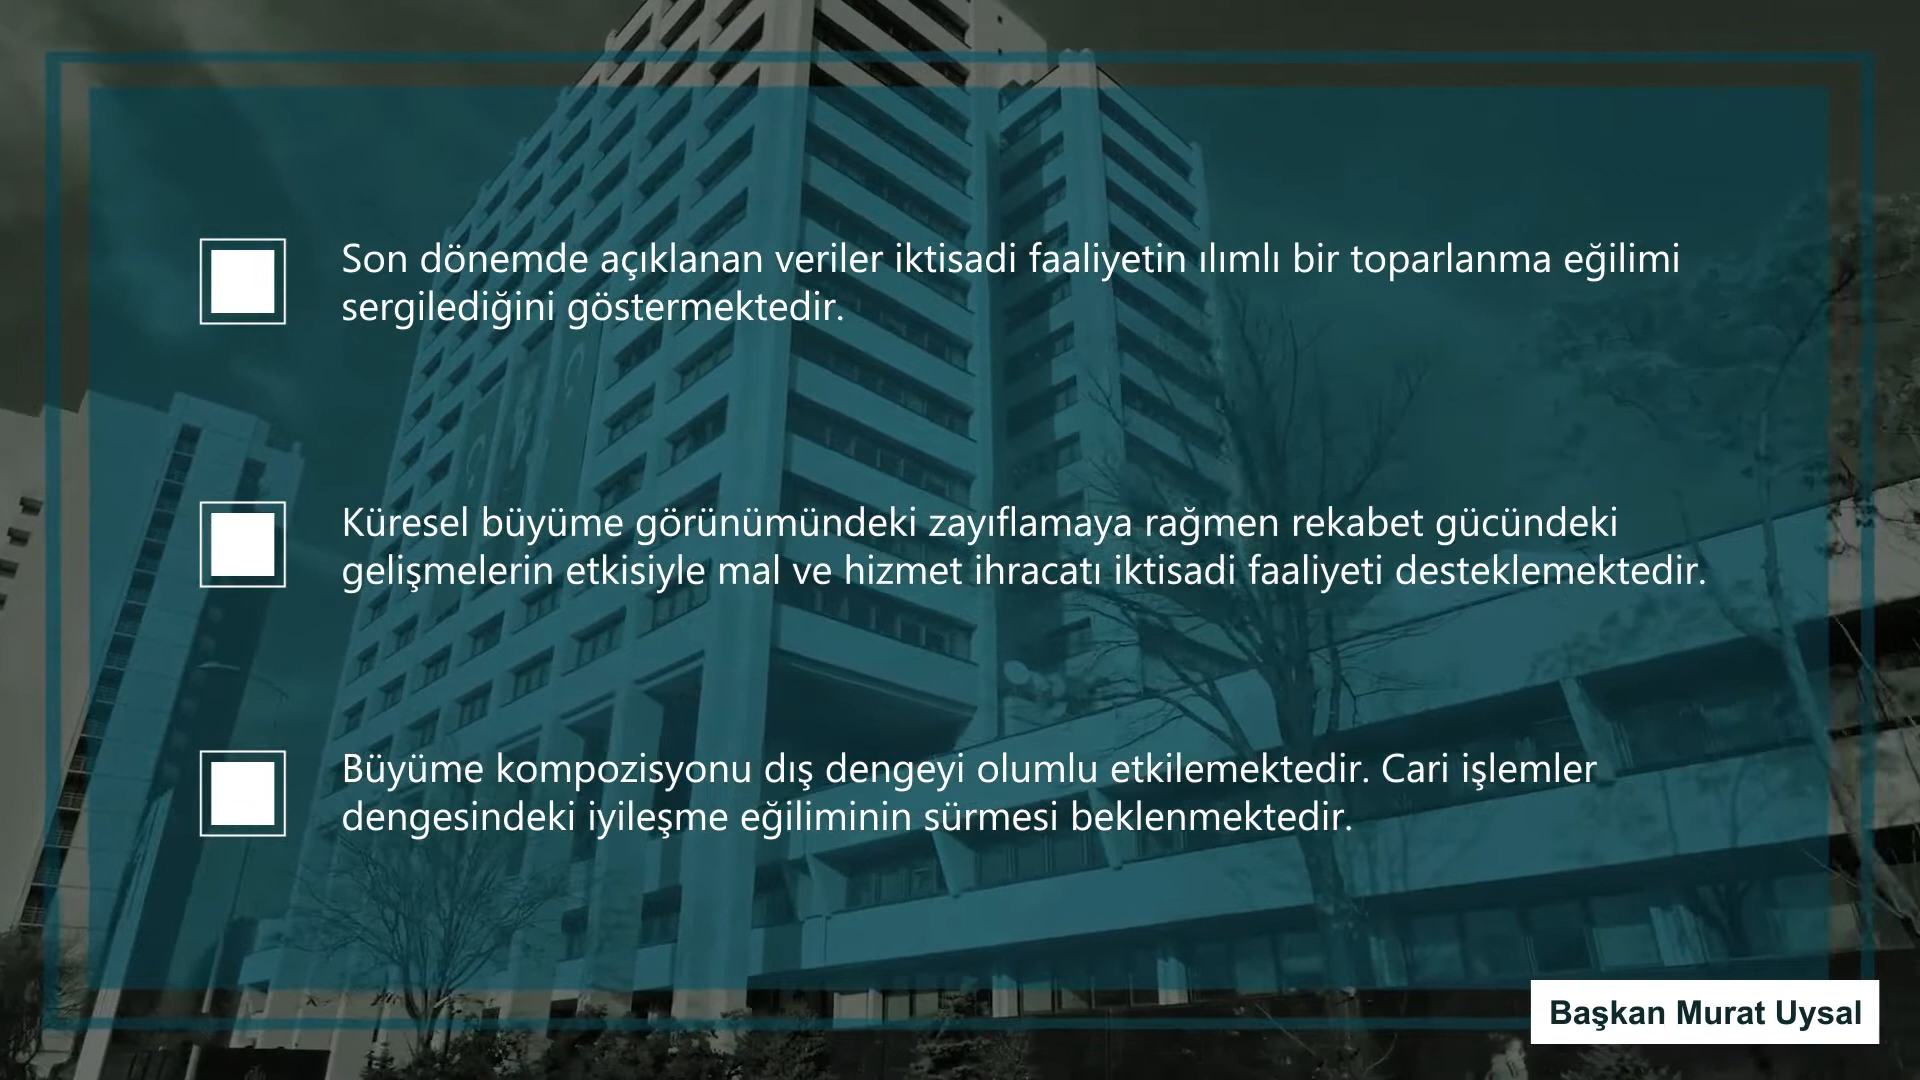 Son dönemde açıklanan veriler iktisadi faaliyetin ılımlı bir toparlanma eğilimi
sergilediğini göstermektedir.
Küresel büyüme görünümündeki zayıflamaya rağmen rekabet gücündeki
gelişmelerin etkisiyle mal ve hizmet ihracatı iktisadi faaliyeti desteklemektedir.
Büyüme kompozisyonu dış dengeyi olumlu etkilemektedir. Cari işlemler
dengesindeki iyileşme eğiliminin sürmesi beklenmektedir.
Başkan Murat Uysal